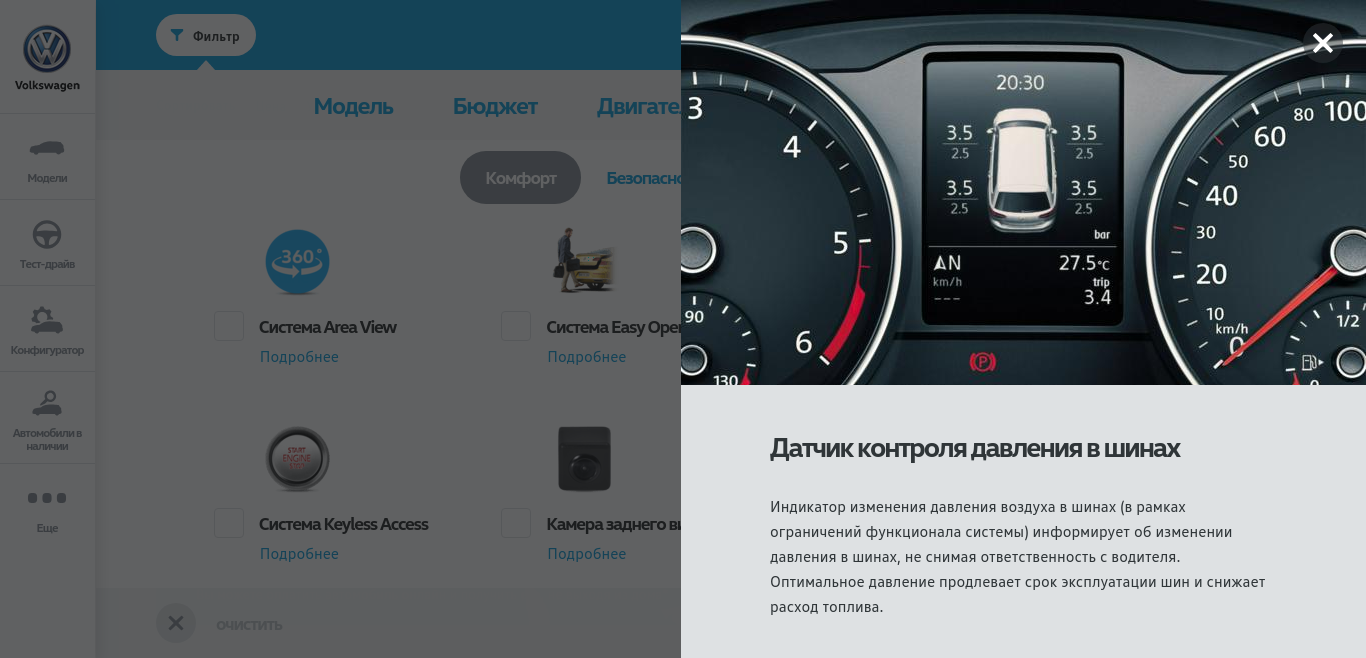 Volkswagen
Модели
Тест-драйв
Конфигуратор
Автомобили в
наличии
Еще
Фильтр
Модель
Бюджет
Двигате
Комфорт
Безопасно
360°
Система Area View
Подробнее
Система Easy Ope
Подробнее
START
ENGINE
STOP
Система Keyless Access
Подробнее
Камера заднего ви
Подробнее
ОЧИСТИТЬ
3
4
5
6
90
130
20:30
3.5 3.5
2.5 2.5
3.5 3.5
2.5 2.5
bar
N 27.5°C
km/h trip
--- 3.4
P
100
80
60
50
40
30
20
10
km/h
0
1/2
0
Датчик контроля давления в шинах
Индикатор изменения давления воздуха в шинах (в рамках
ограничений функционала системы) информирует об изменении
давления в шинах, не снимая ответственность с водителя.
Оптимальное давление продлевает срок эксплуатации шин и снижает
расход топлива.